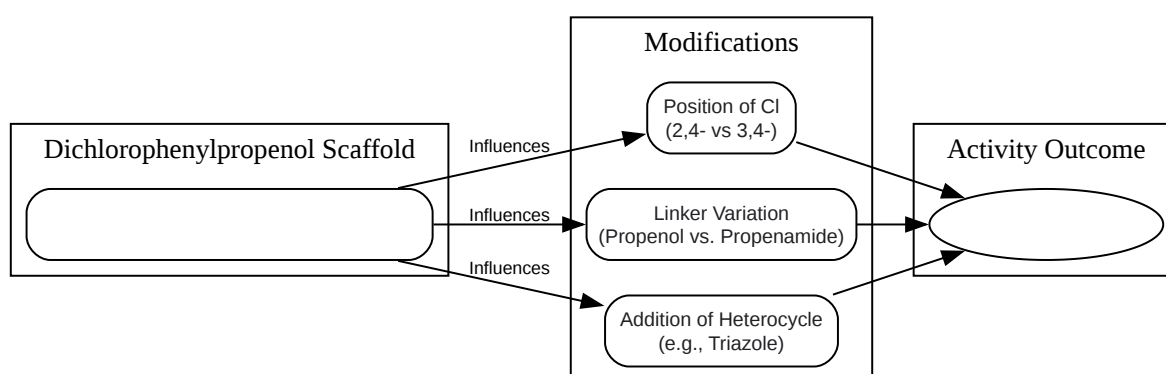 Modifications
Position of Cl
(2,4- vs 3,4-)
Dichlorophenylpropenol Scaffold
Influences
Activity Outcome
Influences
Linker Variation
(Propenol vs. Propenamide)
Influences
Addition of Heterocycle
(e.g., Triazole)